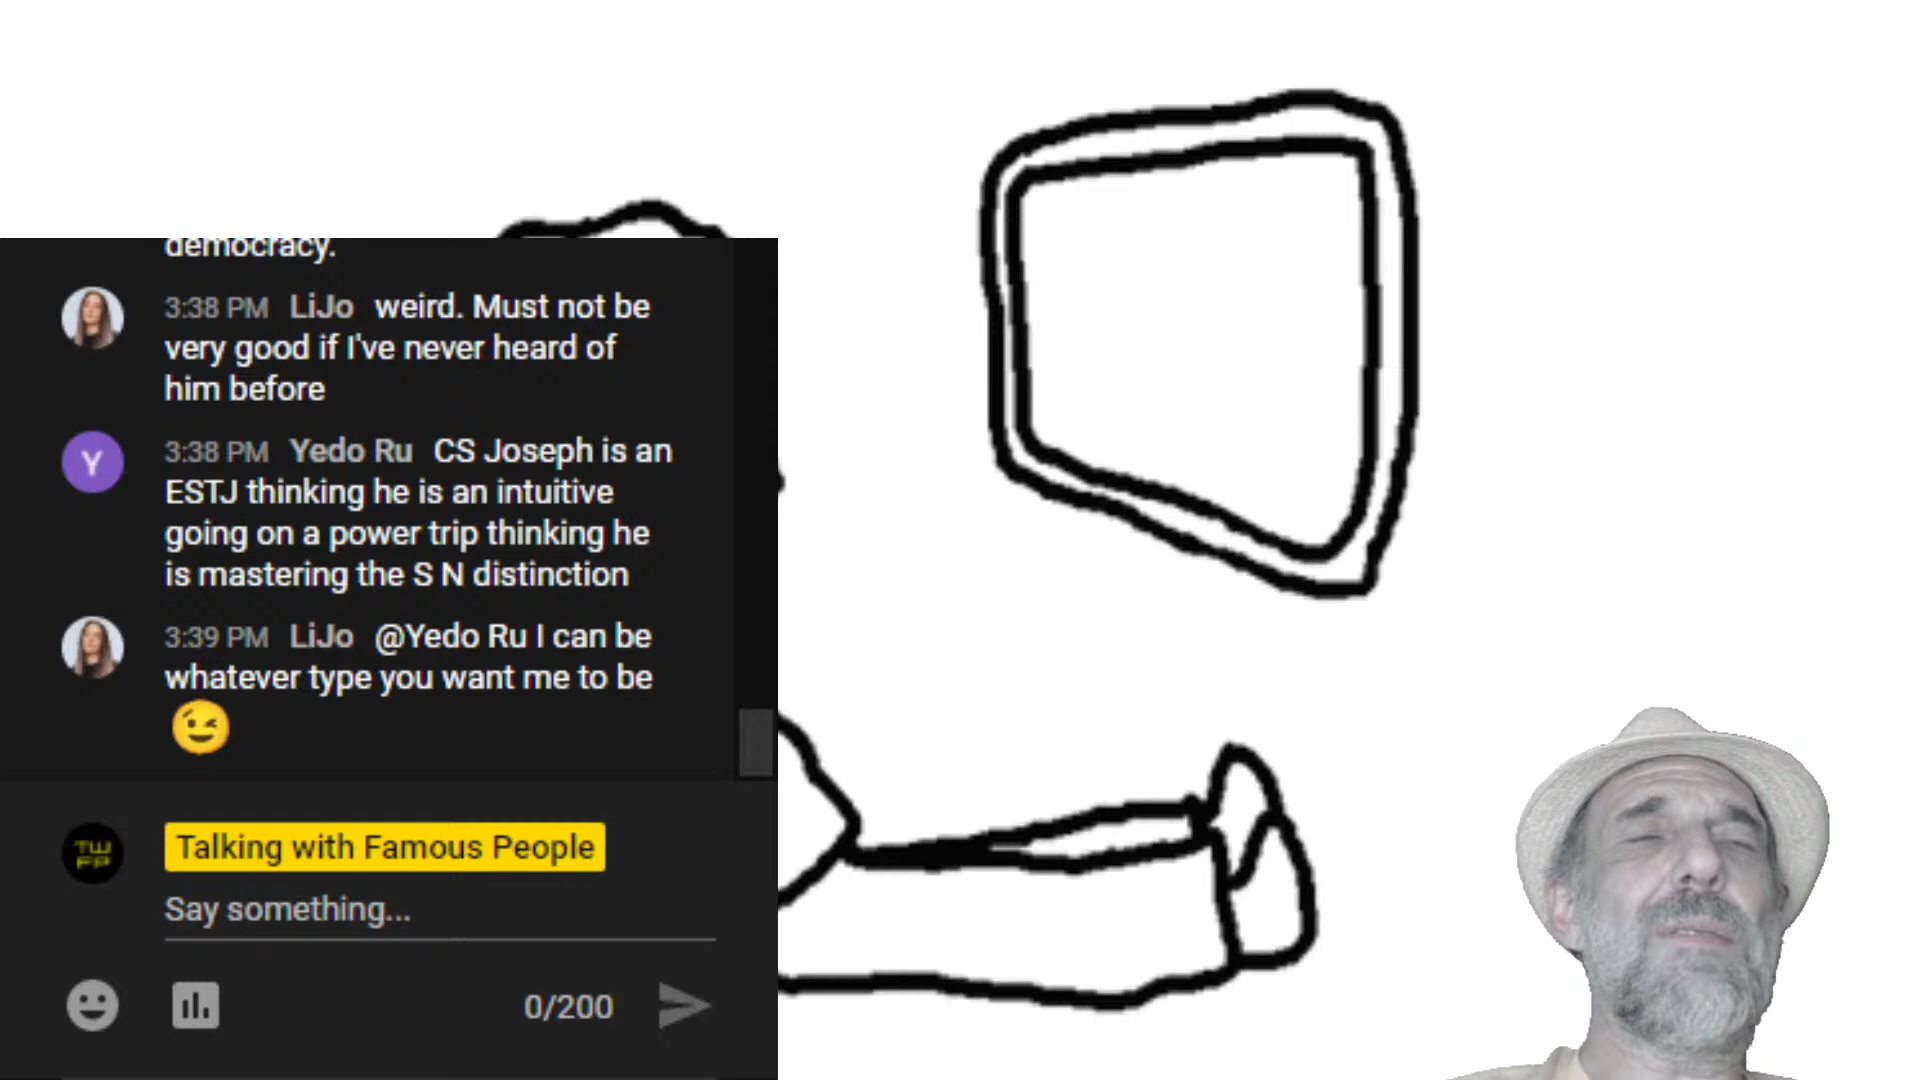 democracy.
3:38 PM LiJo weird. Must not be
very good if I've never heard of
him before
Y 3:38 PM Yedo Ru CS Joseph is an
ESTJ thinking he is an intuitive
going on a power trip thinking he
is mastering the S N distinction
3:39 PM LiJo @Yedo Ru I can be
whatever type you want me to be
😉
TW
FP
Talking with Famous People
Say something...
0/200